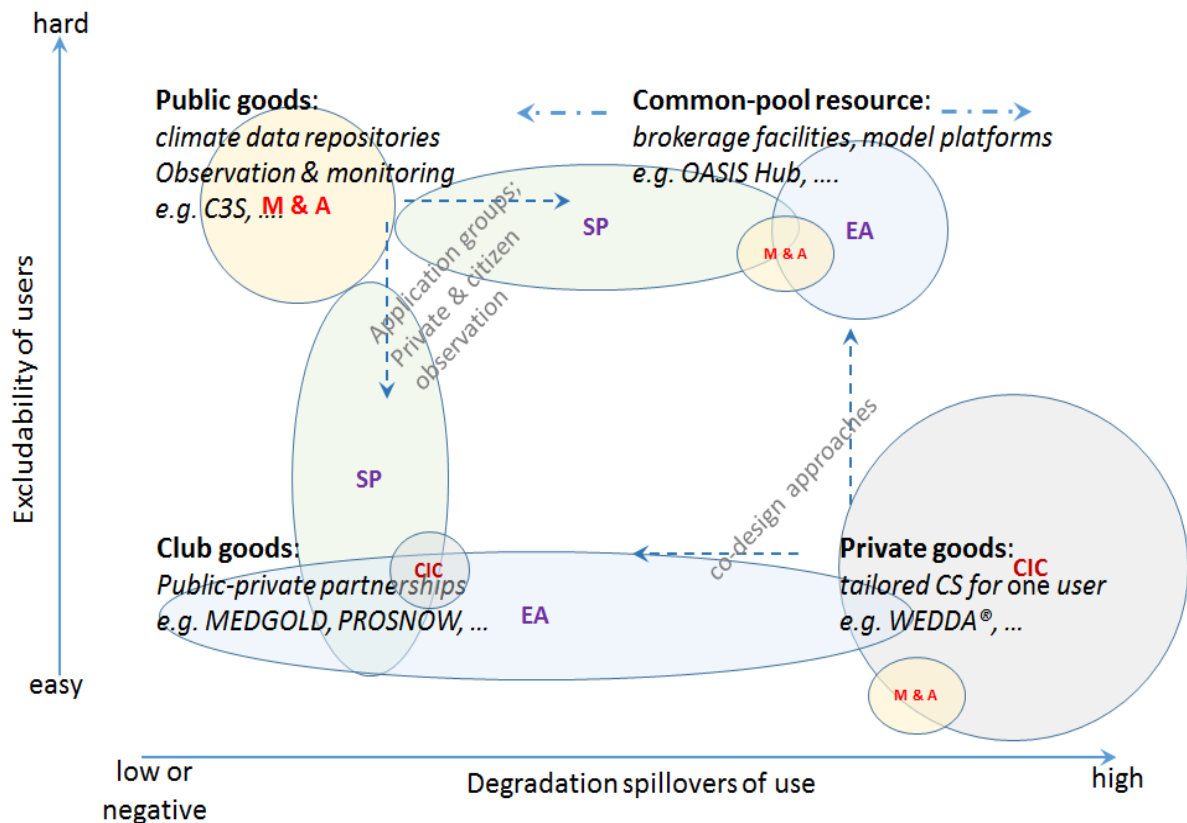 hard
Public goods:
climate data repositories
Observation & monitoring
e.g. C3S, ....
M & A
Common-pool resource:
brokerage facilities, model platforms
e.g. OASIS Hub, ....
SP
M & A
EA
Application groups;
Private & citizen
observation
Excludability of users
SP
co-design approaches
Club goods:
Public-private partnerships
e.g. MEDGOLD, PROSNOW, ...
CIC
EA
Private goods:
tailored CS for one user
e.g. WEDDA®, ...
CIC
M & A
easy
low or
negative
Degradation spillovers of use
high